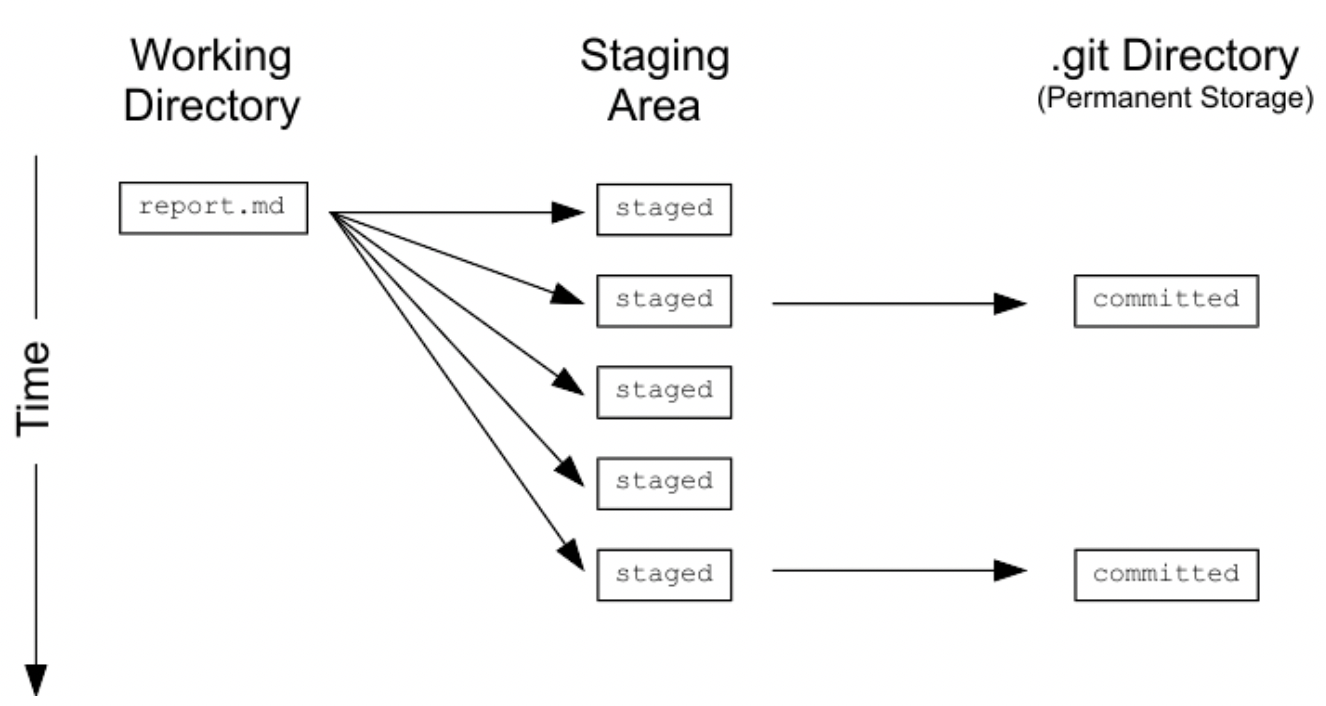 Working
Directory
Staging
Area
.git Directory
(Permanent Storage)
Time
report.md
staged
staged
committed
staged
staged
staged
committed